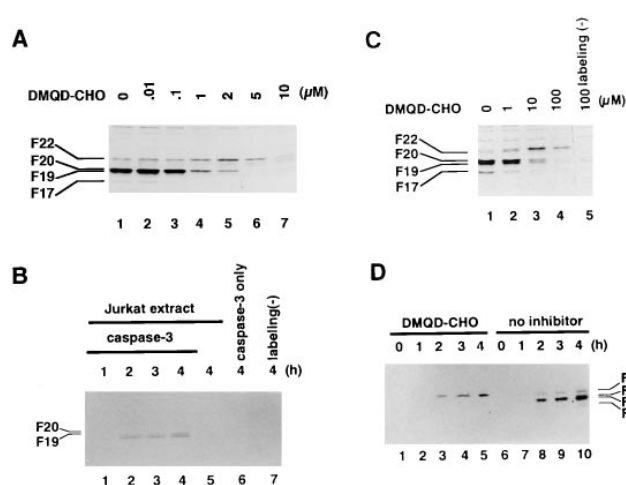 A
DMQD-CHO 0 .01 .1 1 2 5 10 (µM)
F22
F20
F19
F17
1 2 3 4 5 6 7
C
DMQD-CHO 0 1 10 100 100 labeling (-) (µM)
F22
F20
F19
F17
1 2 3 4 5
B
Jurkat extract
caspase-3
caspase-3 only
labeling(-)
1 2 3 4 4 4 4 (h)
F20
F19
1 2 3 4 5 6 7
D
DMQD-CHO no inhibitor
0 1 2 3 4 0 1 2 3 4 (h)
1 2 3 4 5 6 7 8 9 10